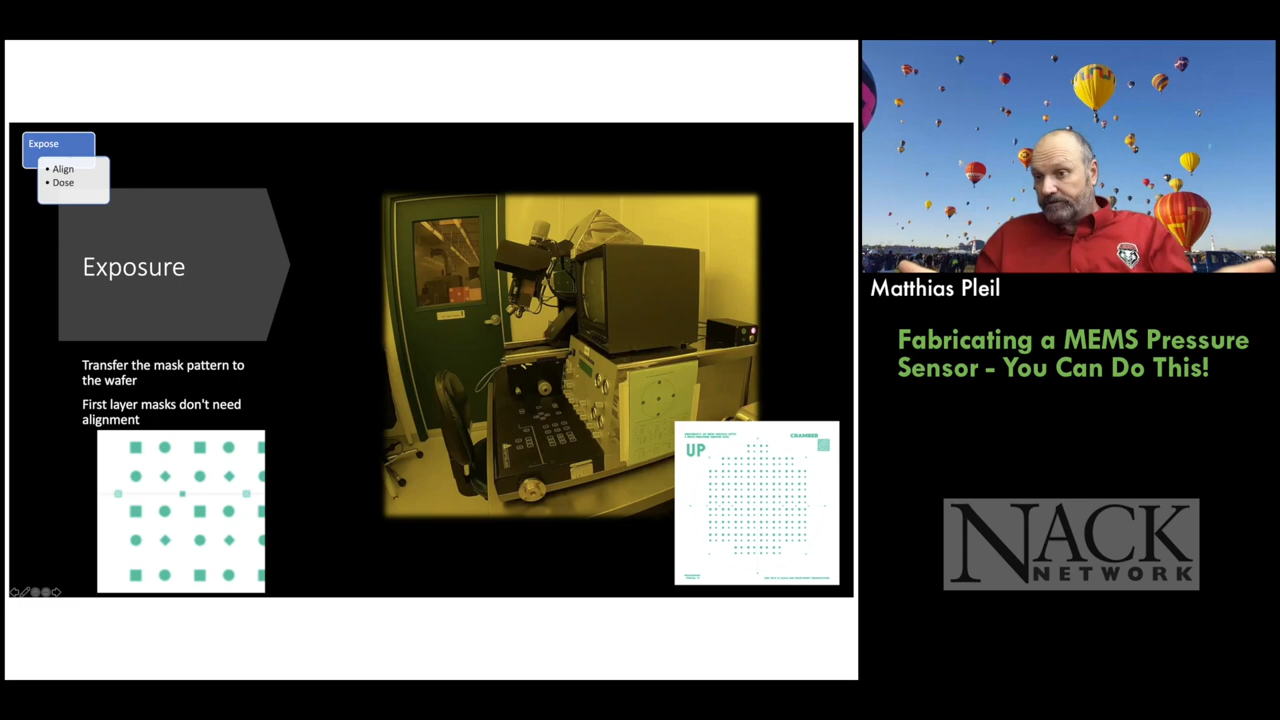 Expose
• Align
• Dose
Exposure
Transfer the mask pattern to
the wafer
First layer masks don't need
alignment
UP
CHAMBER
Matthias Pleil
Fabricating a MEMS Pressure
Sensor - You Can Do This!
NACK
NETWORK